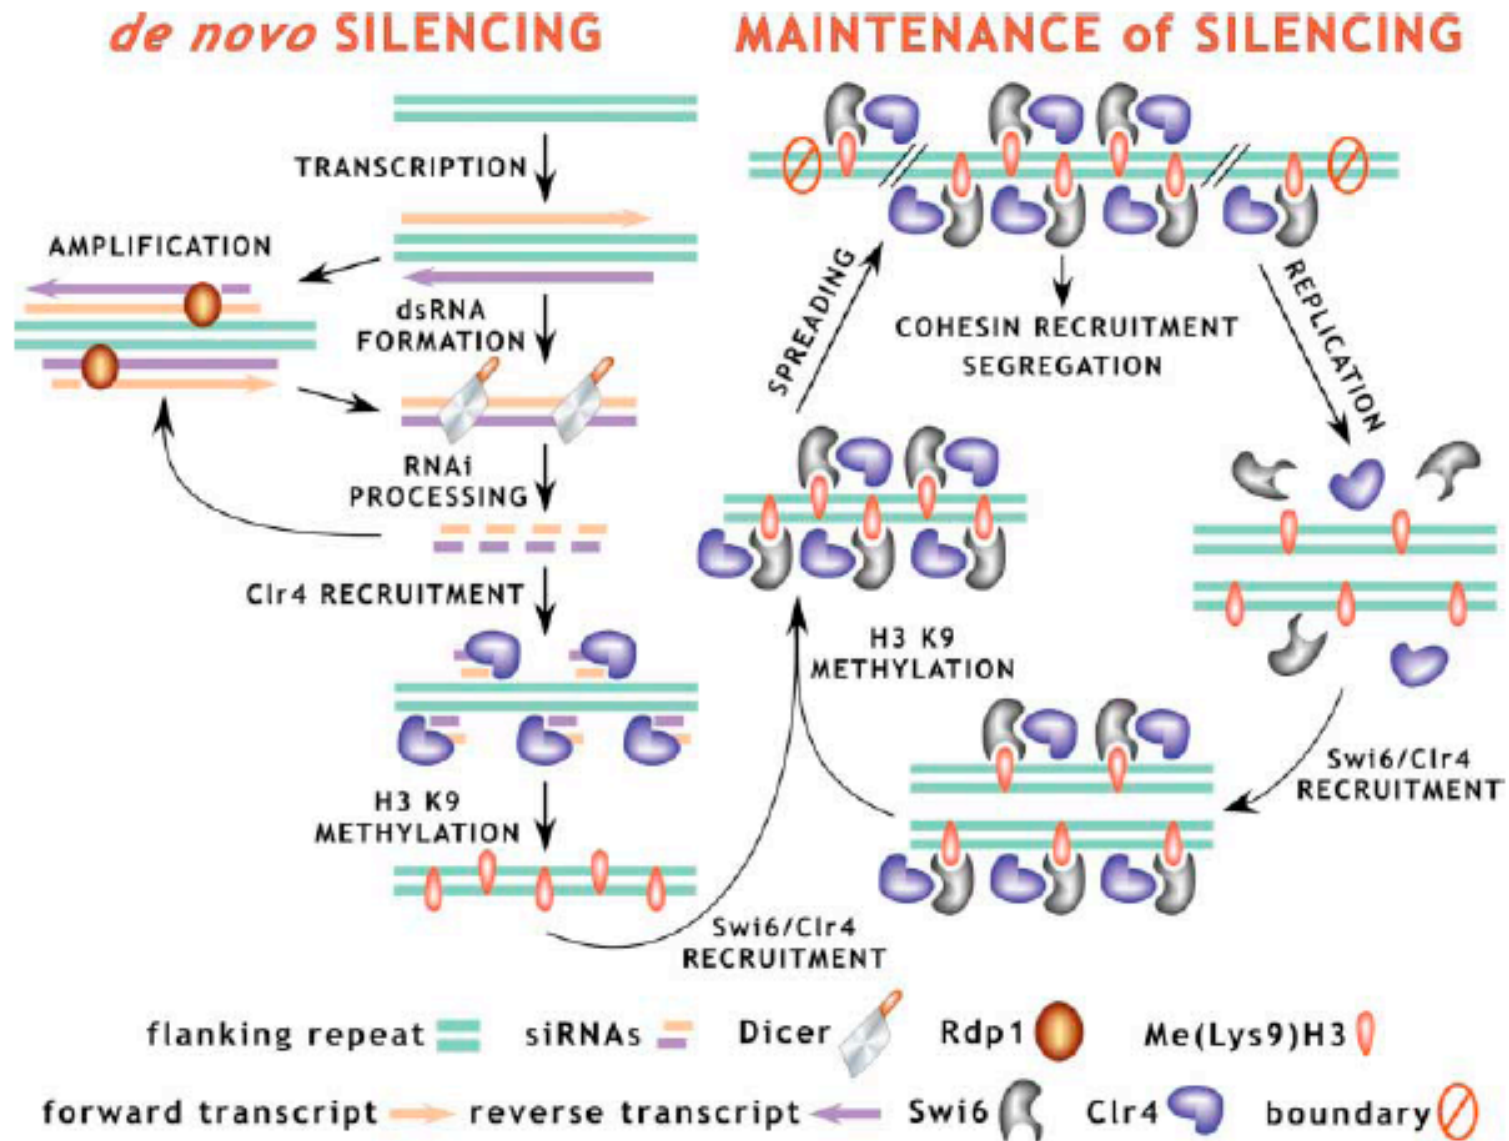 de novo SILENCING
MAINTENANCE of SILENCING
TRANSCRIPTION
AMPLIFICATION
dsRNA
FORMATION
RNAi
PROCESSING
Clr4 RECRUITMENT
H3 K9
METHYLATION
Swi6/Clr4
RECRUITMENT
H3 K9
METHYLATION
SPREADING
COHESIN RECRUITMENT
SEGREGATION
REPLICATION
Swi6/Clr4
RECRUITMENT
flanking repeat siRNAs Dicer Rdp1 Me(Lys9)H3
forward transcript reverse transcript Swi6 Clr4 boundary